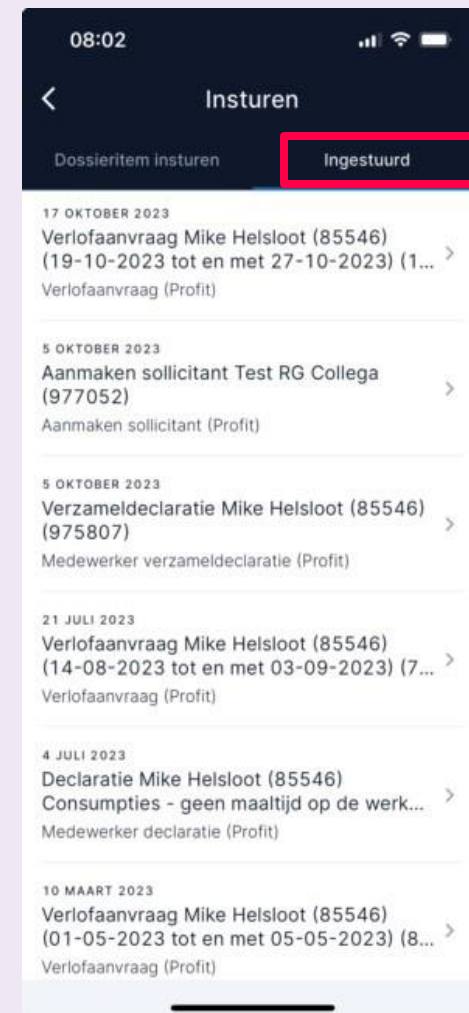 08:02
Insturen
Dossieritem insturen
Ingestuurd
17 OKTOBER 2023
Verlofaanvraag Mike Helsloot (85546)
(19-10-2023 tot en met 27-10-2023) (1...
Verlofaanvraag (Profit)
5 OKTOBER 2023
Aanmaken sollicitant Test RG Collega
(977052)
Aanmaken sollicitant (Profit)
5 OKTOBER 2023
Verzameldeclaratie Mike Helsloot (85546)
(975807)
Medewerker verzameldeclaratie (Profit)
21 JULI 2023
Verlofaanvraag Mike Helsloot (85546)
(14-08-2023 tot en met 03-09-2023) (7...
Verlofaanvraag (Profit)
4 JULI 2023
Declaratie Mike Helsloot (85546)
Consumpties - geen maaltijd op de werk...
Medewerker declaratie (Profit)
10 MAART 2023
Verlofaanvraag Mike Helsloot (85546)
(01-05-2023 tot en met 05-05-2023) (8...
Verlofaanvraag (Profit)